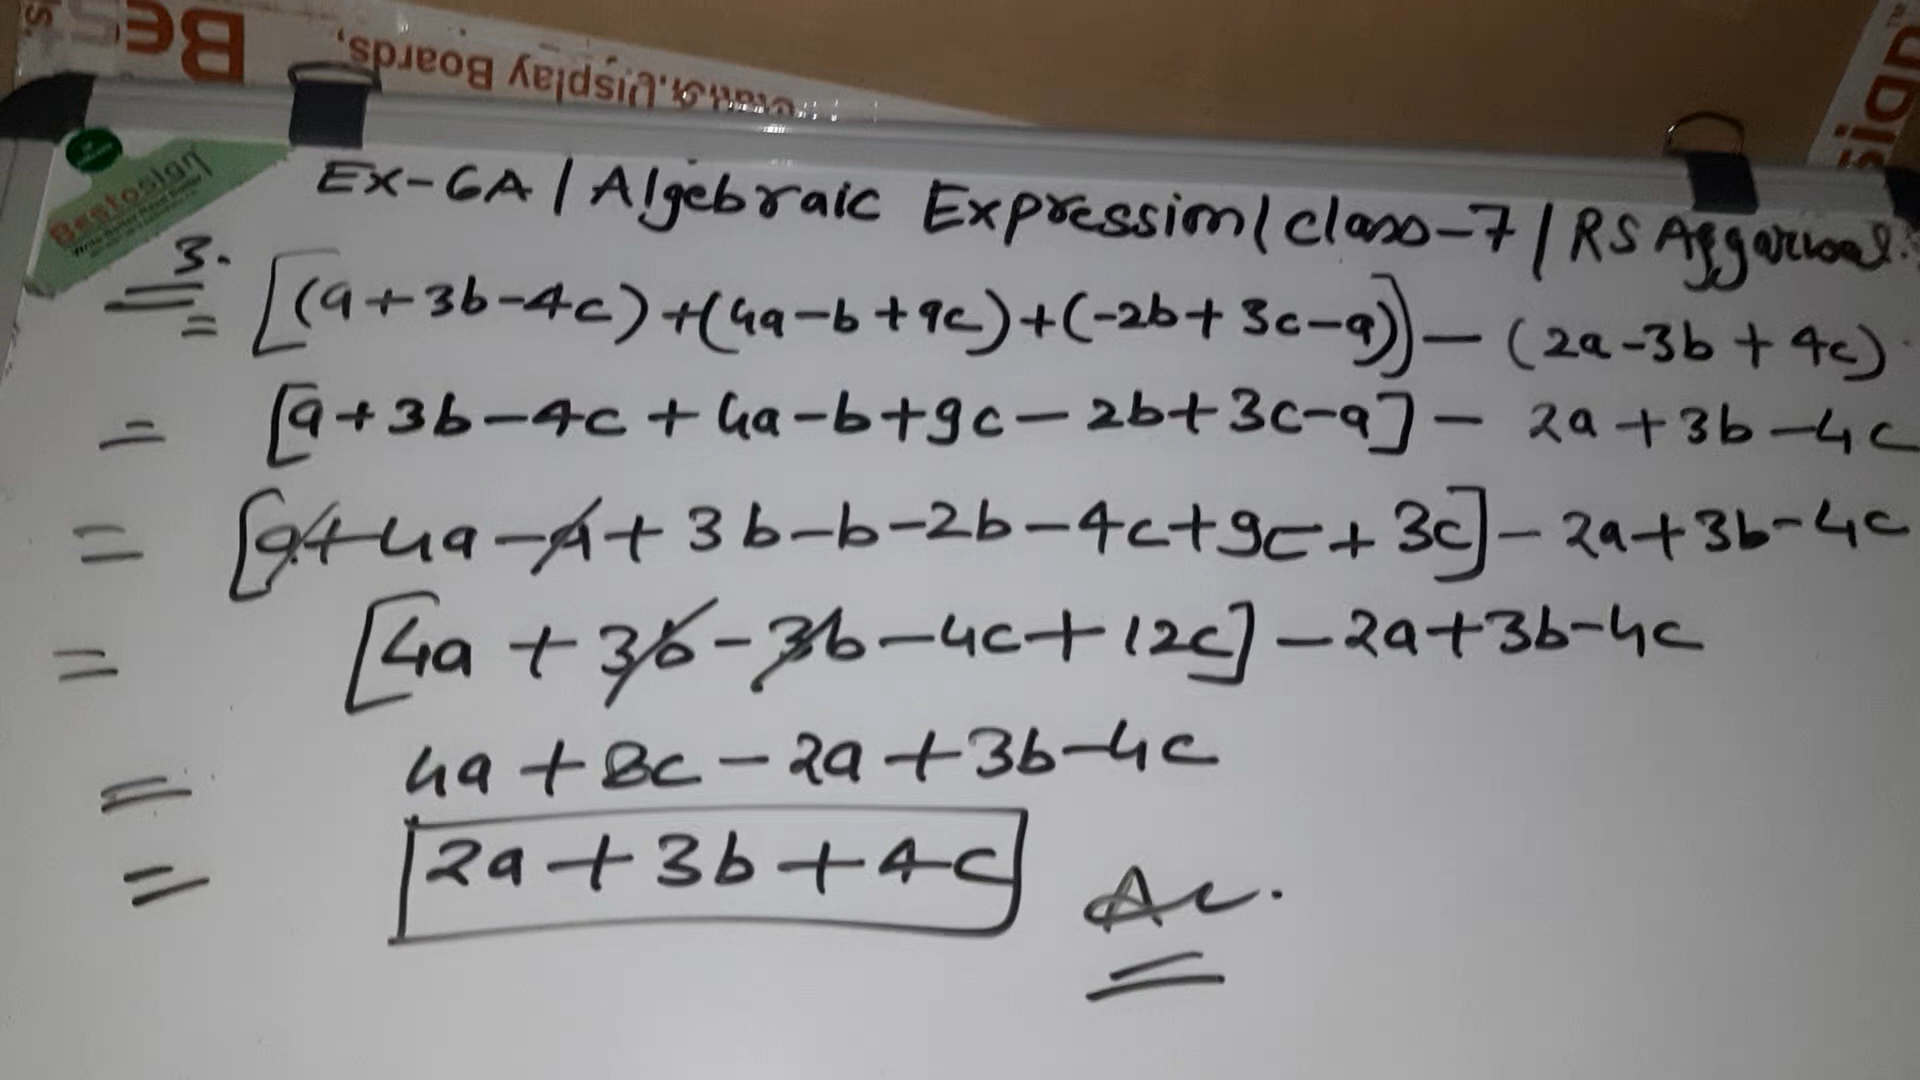 Be
s.
Display Boards,
Bestosign
EX-6A / Algebraic Expression / class-7 / RS Aggarwal.
3.
= [(a+3b-4c)+(4a-b+9c)+(-2b+3c-a)] - (2a-3b+4c)
= [a+3b-4c+4a-b+9c-2b+3c-a] - 2a+3b-4c
= [a+4a-a+3b-b-2b-4c+9c+3c] - 2a+3b-4c
= [4a+3b-3b-4c+12c] - 2a+3b-4c
= 4a+8c-2a+3b-4c
= 2a+3b+4c